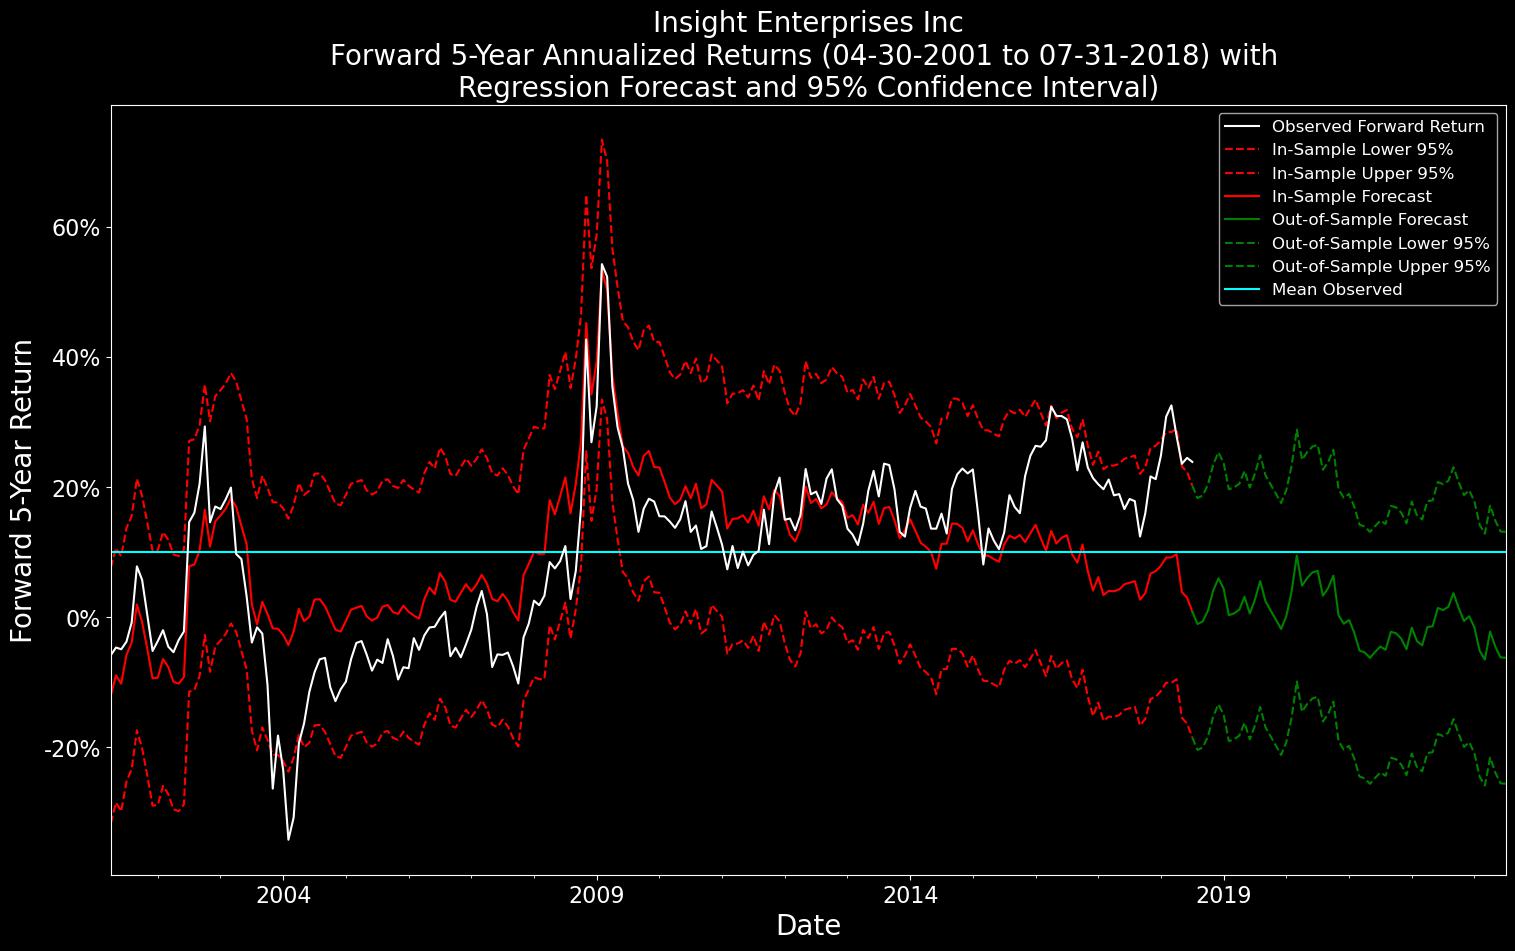 Insight Enterprises Inc
Forward 5-Year Annualized Returns (04-30-2001 to 07-31-2018) with
Regression Forecast and 95% Confidence Interval)
Observed Forward Return
In-Sample Lower 95%
In-Sample Upper 95%
In-Sample Forecast
Out-of-Sample Forecast
Out-of-Sample Lower 95%
Out-of-Sample Upper 95%
Mean Observed
Forward 5-Year Return
60%
40%
20%
0%
-20%
2004
2009
2014
2019
Date